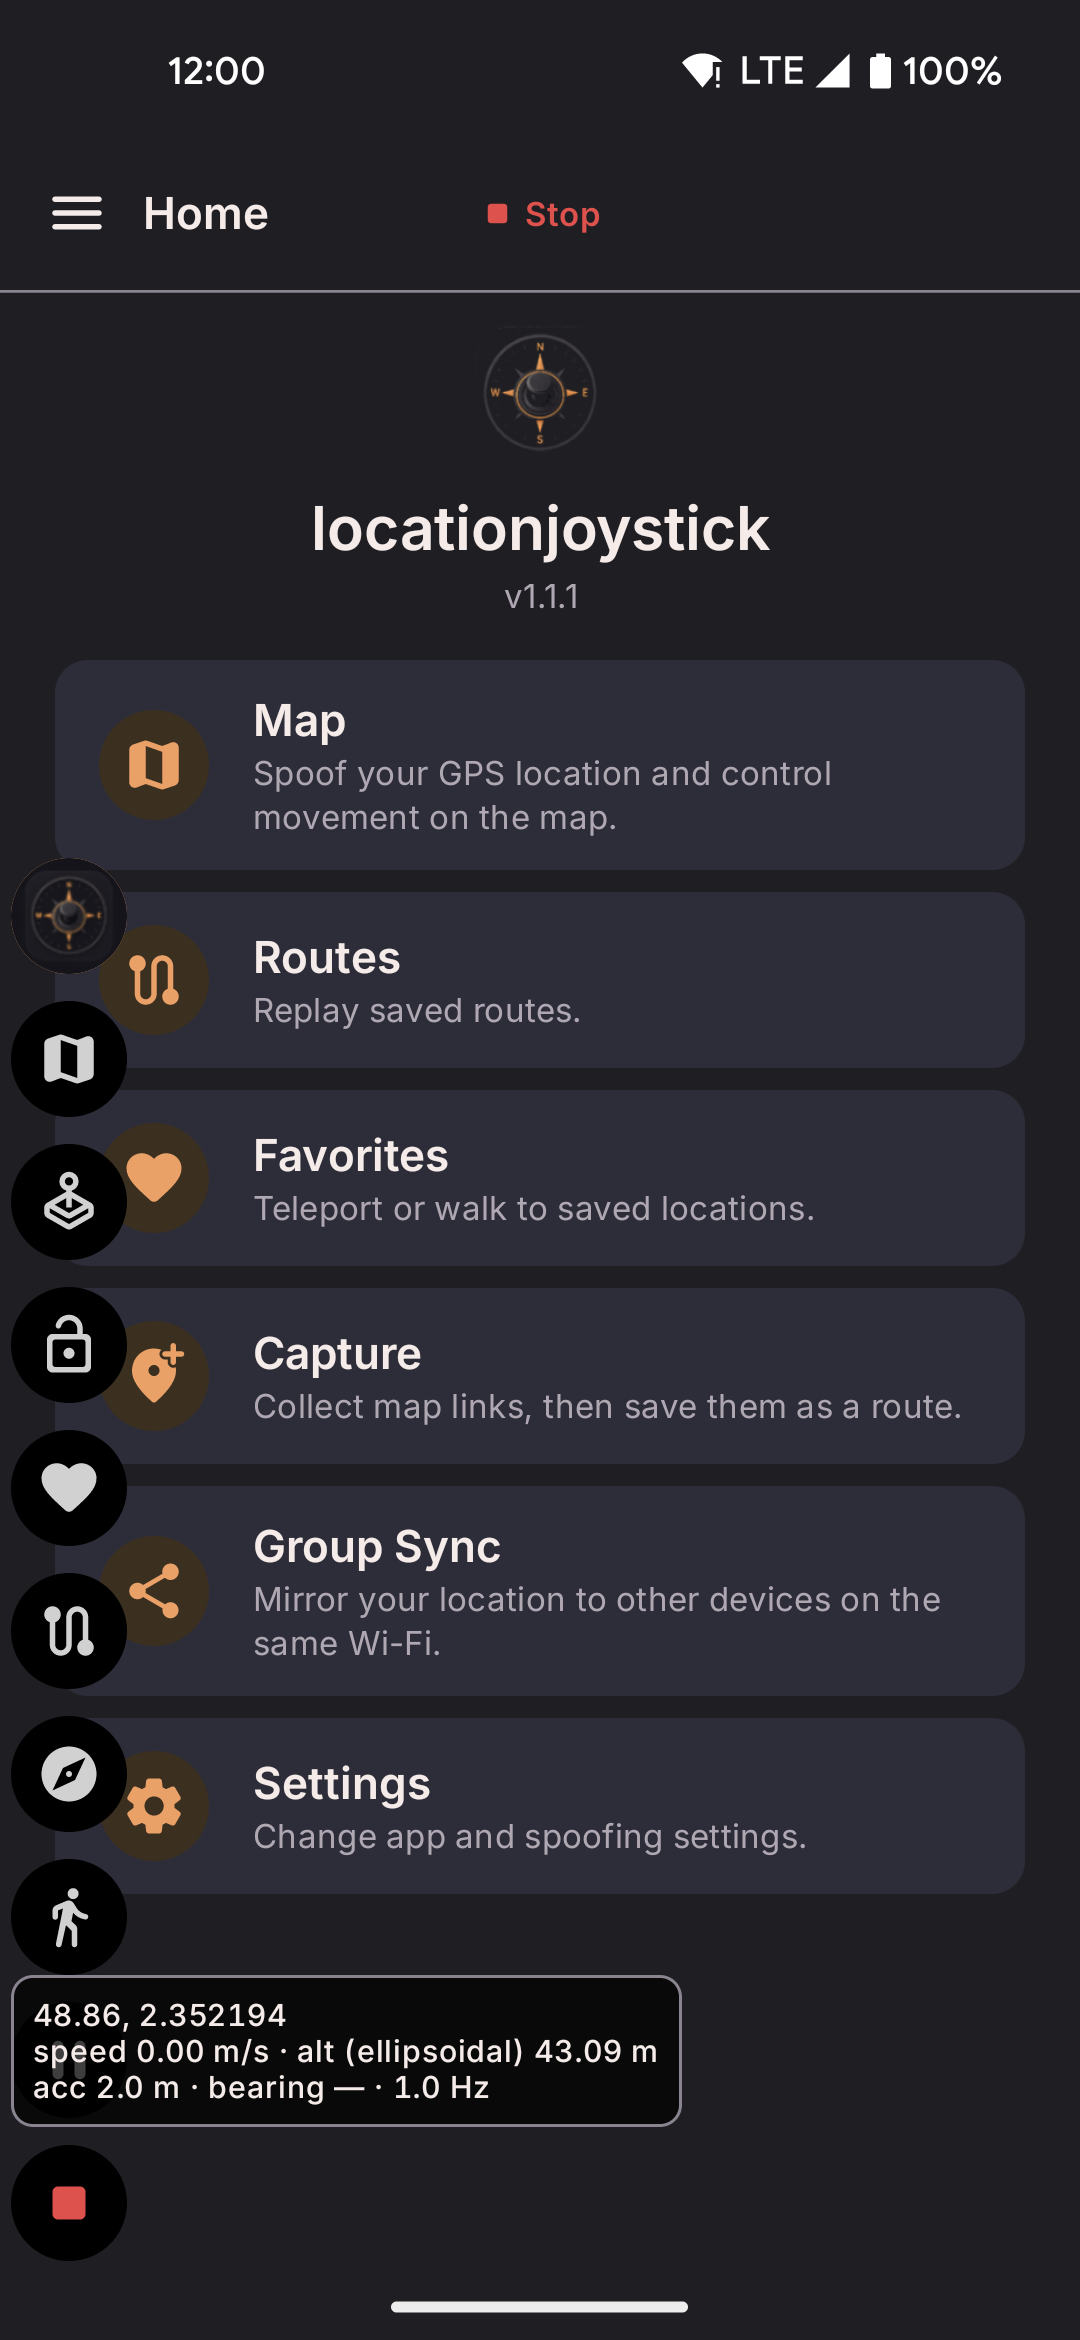 12:00
LTE 100%
Home
Stop
N
W E
S
locationjoystick
v1.1.1
Map
Spoof your GPS location and control
movement on the map.
Routes
Replay saved routes.
Favorites
Teleport or walk to saved locations.
Capture
Collect map links, then save them as a route.
Group Sync
Mirror your location to other devices on the
same Wi-Fi.
Settings
Change app and spoofing settings.
48.86, 2.352194
speed 0.00 m/s · alt (ellipsoidal) 43.09 m
acc 2.0 m · bearing — · 1.0 Hz